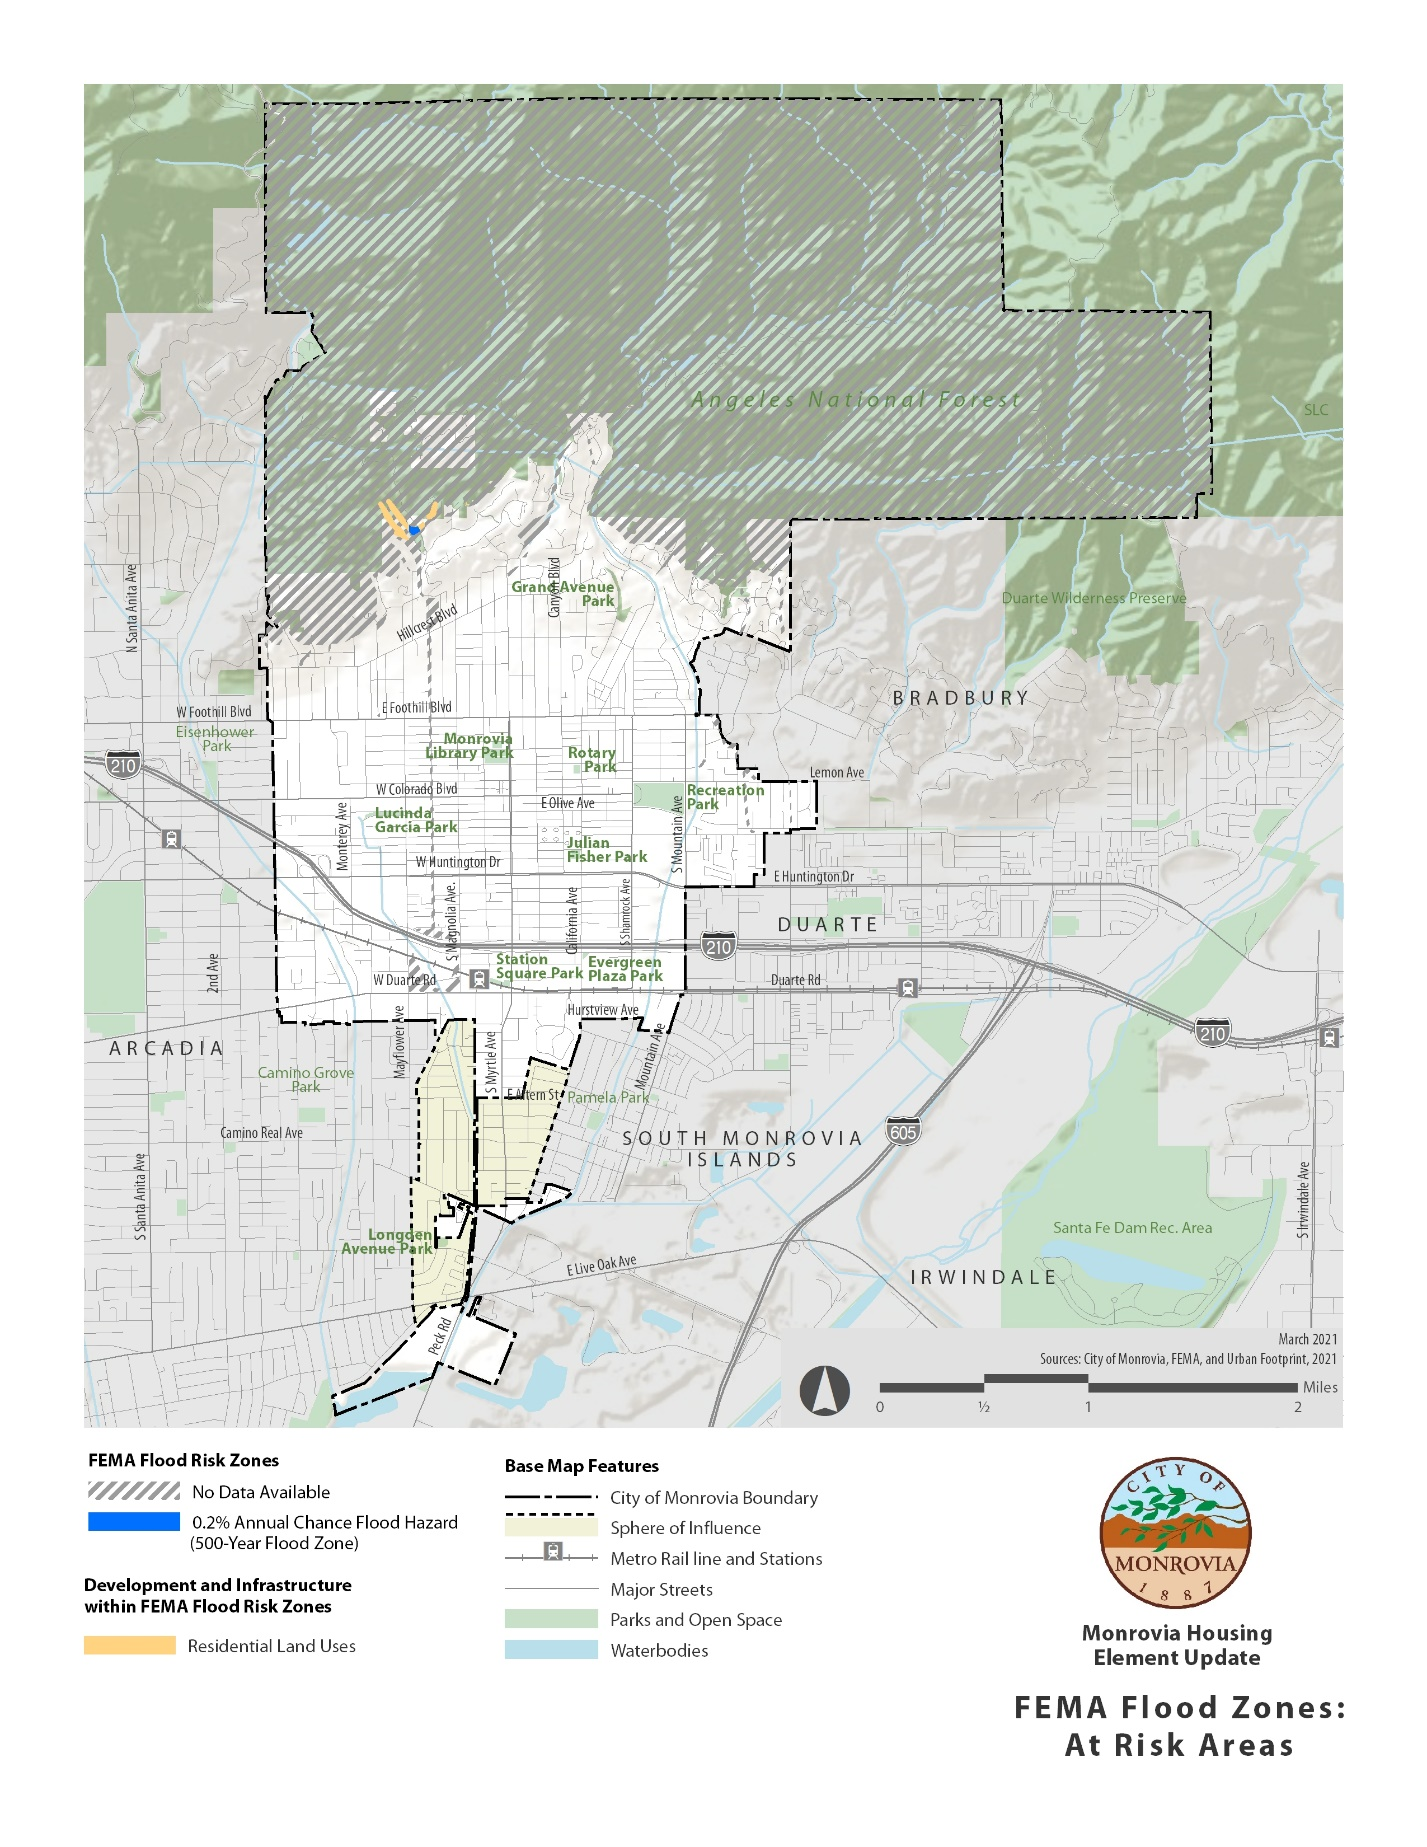 Angeles National Forest
SLC
N Santa Anita Ave
Canyon Blvd
Grand Avenue
Park
Hillcrest Blvd
Duarte Wilderness Preserve
BRADBURY
W Foothill Blvd
E Foothill Blvd
Eisenhower
Park
Monrovia
Library Park
Rotary
Park
210
Lemon Ave
W Colorado Blvd
E Olive Ave
Recreation
Park
Monterey Ave
Lucinda
Garcia Park
S Mountain Ave
Julian
Fisher Park
W Huntington Dr
E Huntington Dr
S Magnolia Ave.
California Ave
S Shamrock Ave
DUARTE
210
2nd Ave
Station
Square Park
Evergreen
Plaza Park
W Duarte Rd
Duarte Rd
Hurstview Ave
Mayflower Ave
210
ARCADIA
S Myrtle Ave
Mountain Ave
Camino Grove
Park
E Altern St
Pamela Park
Camino Real Ave
605
SOUTH MONROVIA
ISLANDS
S Santa Anita Ave
S Irwindale Ave
Longden
Avenue Park
Santa Fe Dam Rec. Area
E Live Oak Ave
IRWINDALE
Peck Rd
March 2021
Sources: City of Monrovia, FEMA, and Urban Footprint, 2021
Miles
0 ½ 1 2
FEMA Flood Risk Zones
No Data Available
0.2% Annual Chance Flood Hazard
(500-Year Flood Zone)
Development and Infrastructure
within FEMA Flood Risk Zones
Residential Land Uses
Base Map Features
City of Monrovia Boundary
Sphere of Influence
Metro Rail line and Stations
Major Streets
Parks and Open Space
Waterbodies
CITY OF
MONROVIA
1887
Monrovia Housing
Element Update
FEMA Flood Zones:
At Risk Areas